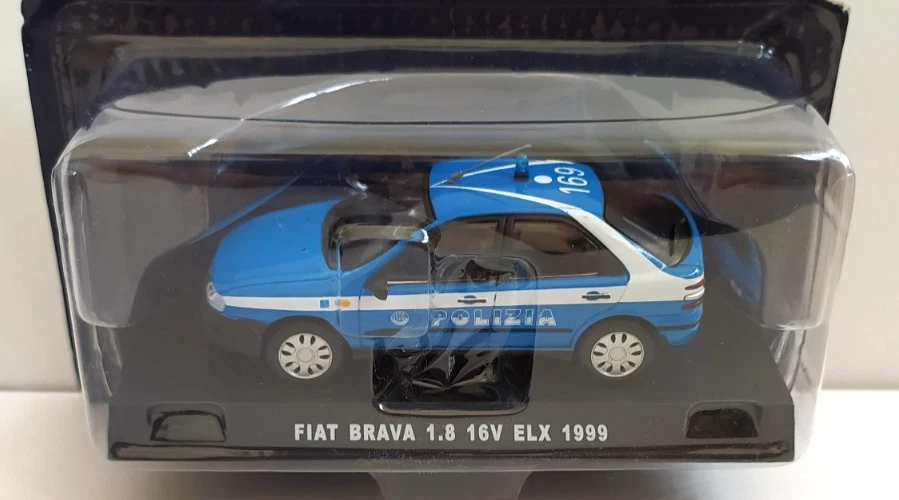 169
POLIZIA
FIAT BRAVA 1.8 16V ELX 1999